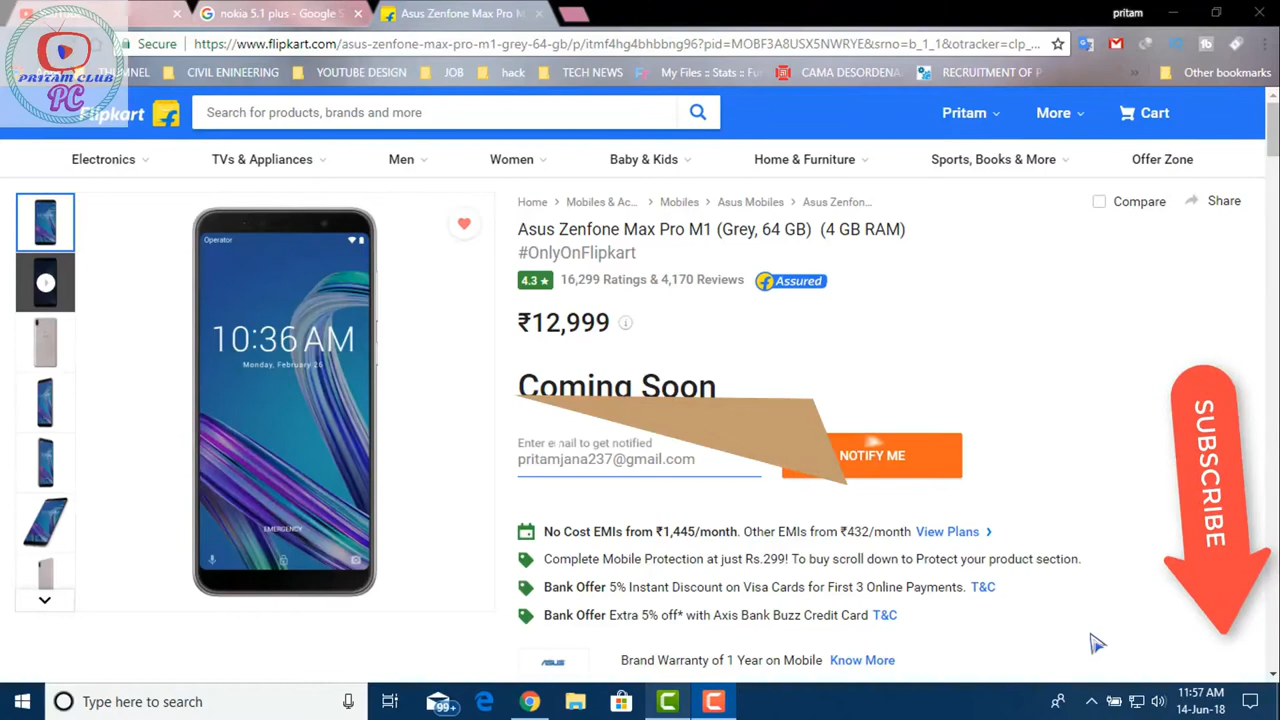 nokia 5.1 plus - Google S
Asus Zenfone Max Pro M
pritam
Secure
https://www.flipkart.com/asus-zenfone-max-pro-m1-grey-64-gb/p/itmf4hg4bhbbng96?pid=MOBF3A8USX5NWRYE&srno=b_1_1&otracker=clp_...
CIVIL ENINEERING
YOUTUBE DESIGN
JOB
hack
TECH NEWS
My Files :: Stats :: Fu
CAMA DESORDENA
RECRUITMENT OF P
Other bookmarks
PRITAM CLUB
PC
Flipkart
Search for products, brands and more
Pritam
More
Cart
Electronics
TVs & Appliances
Men
Women
Baby & Kids
Home & Furniture
Sports, Books & More
Offer Zone
Home > Mobiles & Ac... > Mobiles > Asus Mobiles > Asus Zenfon...
Compare
Share
Asus Zenfone Max Pro M1 (Grey, 64 GB) (4 GB RAM)
#OnlyOnFlipkart
4.3 ★ 16,299 Ratings & 4,170 Reviews
Assured
₹12,999
Operator
10:36 AM
Monday, February 26
EMERGENCY
Coming Soon
Enter email to get notified
pritamjana237@gmail.com
NOTIFY ME
SUBSCRIBE
No Cost EMIs from ₹1,445/month. Other EMIs from ₹432/month View Plans >
Complete Mobile Protection at just Rs.299! To buy scroll down to Protect your product section.
Bank Offer 5% Instant Discount on Visa Cards for First 3 Online Payments. T&C
Bank Offer Extra 5% off* with Axis Bank Buzz Credit Card T&C
ASUS
Brand Warranty of 1 Year on Mobile Know More
Type here to search
99+
11:57 AM
14-Jun-18